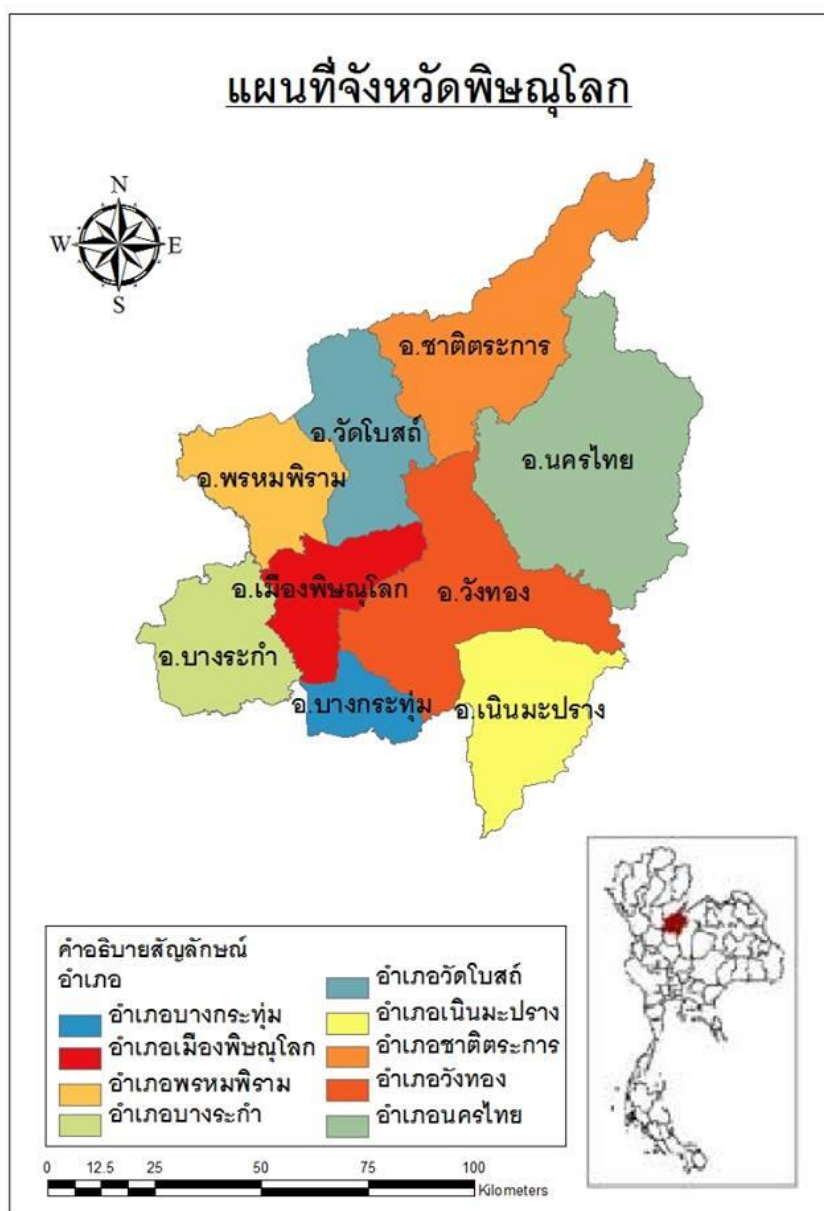 แผนที่จังหวัดพิษณุโลก
N
W
E
S
อ.ชาติตระการ
อ.วัดโบสถ์
อ.นครไทย
อ.พรหมพิราม
อ.เมืองพิษณุโลก
อ.วังทอง
อ.บางระกำ
อ.บางกระทุ่ม
อ.เนินมะปราง
คำอธิบายสัญลักษณ์
อำเภอ
อำเภอบางกระทุ่ม
อำเภอเมืองพิษณุโลก
อำเภอพรหมพิราม
อำเภอบางระกำ
อำเภอวัดโบสถ์
อำเภอเนินมะปราง
อำเภอชาติตระการ
อำเภอวังทอง
อำเภอนครไทย
0 12.5 25 50 75 100
Kilometers